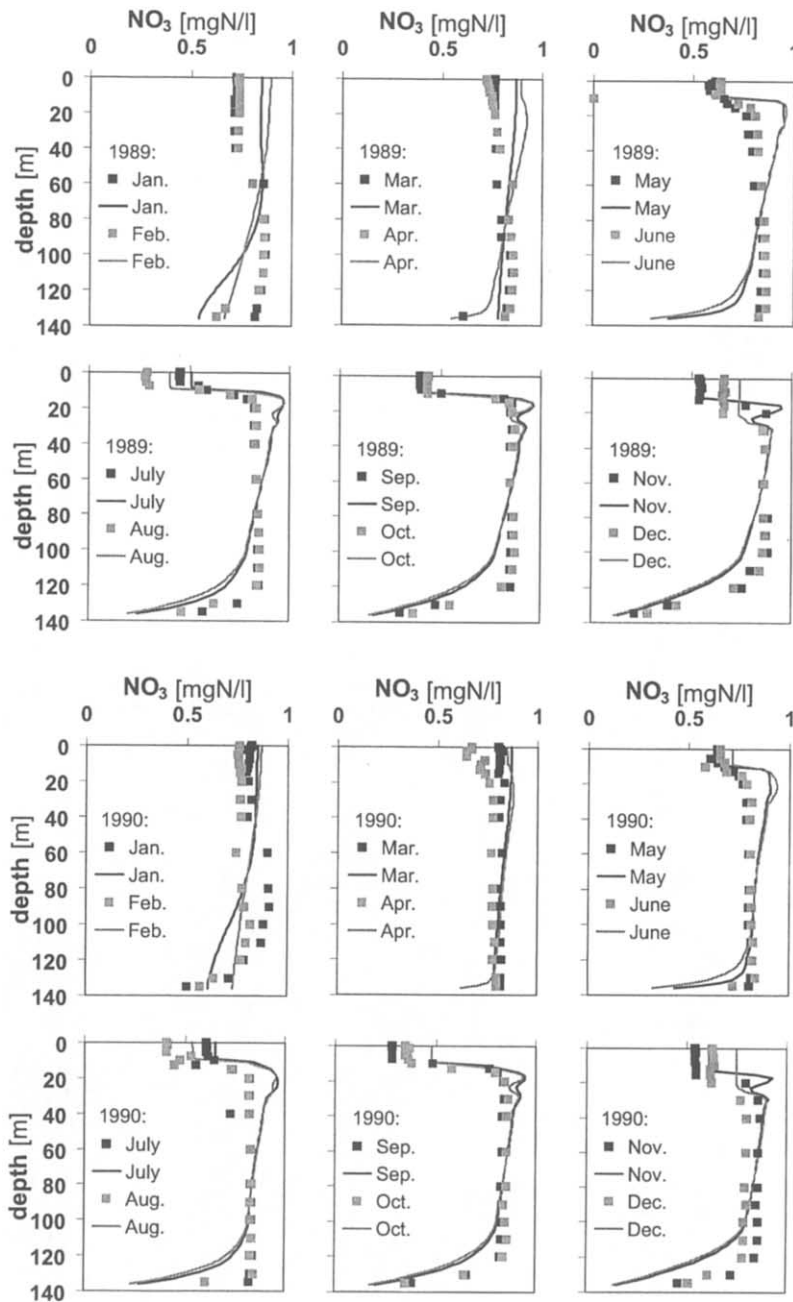 NO3 [mgN/l] NO3 [mgN/l] NO3 [mgN/l]
0 0.5 1 0 0.5 1 0 0.5 1
depth [m]
0
20
40
60
80
100
120
140
1989:
Jan.
Jan.
Feb.
Feb.
1989:
Mar.
Mar.
Apr.
Apr.
1989:
May
May
June
June
depth [m]
0
20
40
60
80
100
120
140
1989:
July
July
Aug.
Aug.
1989:
Sep.
Sep.
Oct.
Oct.
1989:
Nov.
Nov.
Dec.
Dec.
NO3 [mgN/l] NO3 [mgN/l] NO3 [mgN/l]
0 0.5 1 0 0.5 1 0 0.5 1
depth [m]
0
20
40
60
80
100
120
140
1990:
Jan.
Jan.
Feb.
Feb.
1990:
Mar.
Mar.
Apr.
Apr.
1990:
May
May
June
June
depth [m]
0
20
40
60
80
100
120
140
1990:
July
July
Aug.
Aug.
1990:
Sep.
Sep.
Oct.
Oct.
1990:
Nov.
Nov.
Dec.
Dec.